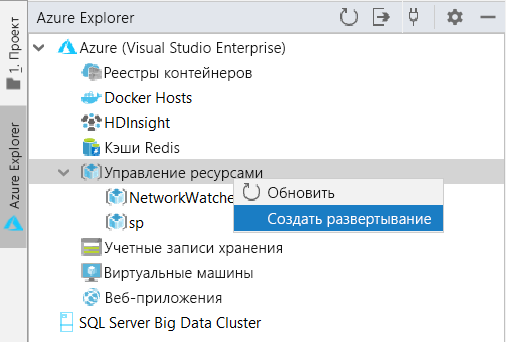 Azure Explorer
1. Проект
Azure Explorer
Azure (Visual Studio Enterprise)
Реестры контейнеров
Docker Hosts
HDInsight
Кэши Redis
Управление ресурсами
NetworkWatche
Обновить
sp
Создать развертывание
Учетные записи хранения
Виртуальные машины
Веб-приложения
SQL Server Big Data Cluster